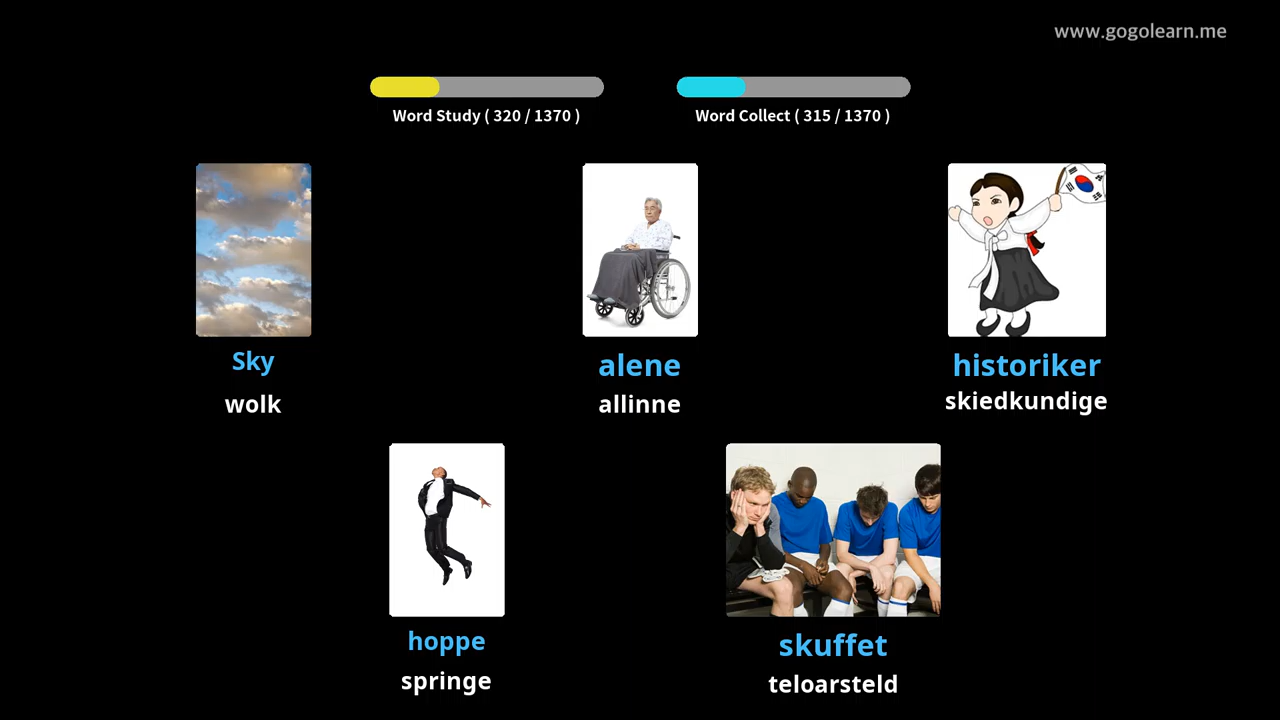 www.gogolearn.me
Word Study ( 320 / 1370 )
Word Collect ( 315 / 1370 )
Sky
wolk
alene
allinne
historiker
skiedkundige
hoppe
springe
skuffet
teloarsteld